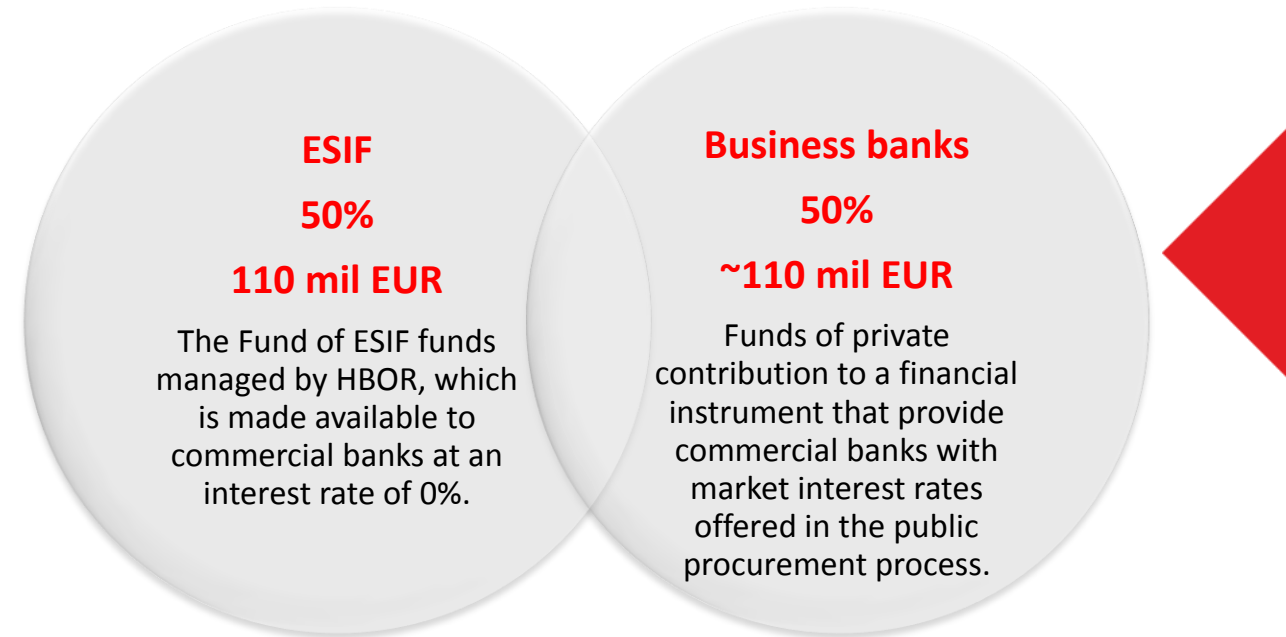 ESIF
50%
110 mil EUR
The Fund of ESIF funds
managed by HBOR, which
is made available to
commercial banks at an
interest rate of 0%.
Business banks
50%
~110 mil EUR
Funds of private
contribution to a financial
instrument that provide
commercial banks with
market interest rates
offered in the public
procurement process.